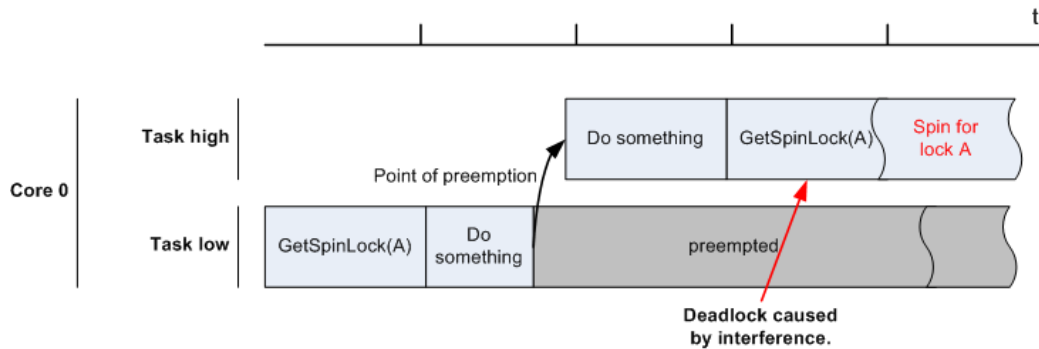 t
Task high
Do something
GetSpinLock(A)
Spin for
lock A
Point of preemption
Core 0
Task low
GetSpinLock(A)
Do
something
preempted
Deadlock caused
by interference.